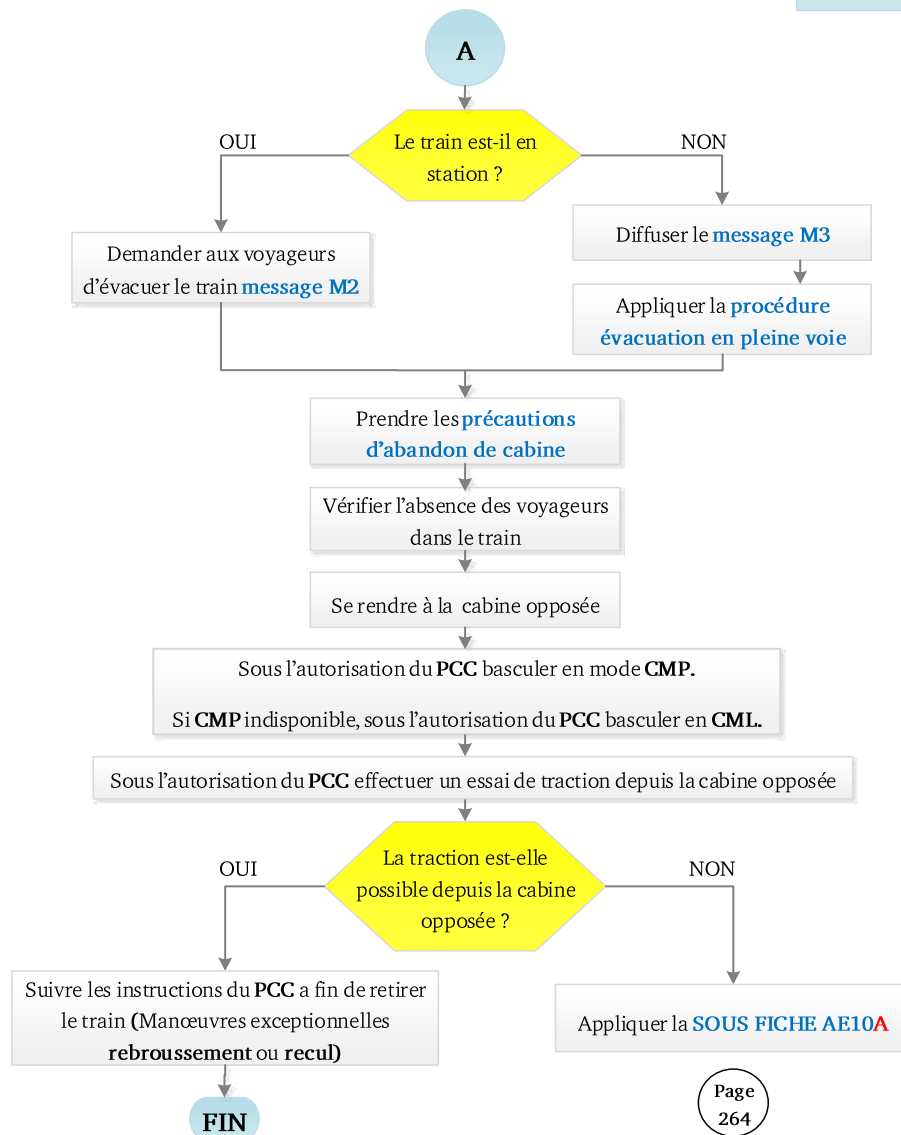 A
Le train est-il en
station ?
OUI
NON
Demander aux voyageurs
d'évacuer le train message M2
Diffuser le message M3
Appliquer la procédure
évacuation en pleine voie
Prendre les précautions
d'abandon de cabine
Vérifier l'absence des voyageurs
dans le train
Se rendre à la cabine opposée
Sous l'autorisation du PCC basculer en mode CMP.
Si CMP indisponible, sous l'autorisation du PCC basculer en CML.
Sous l'autorisation du PCC effectuer un essai de traction depuis la cabine opposée
La traction est-elle
possible depuis la cabine
opposée ?
OUI
NON
Suivre les instructions du PCC a fin de retirer
le train (Manœuvres exceptionnelles
rebroussement ou recul)
Appliquer la SOUS FICHE AE10A
FIN
Page
264